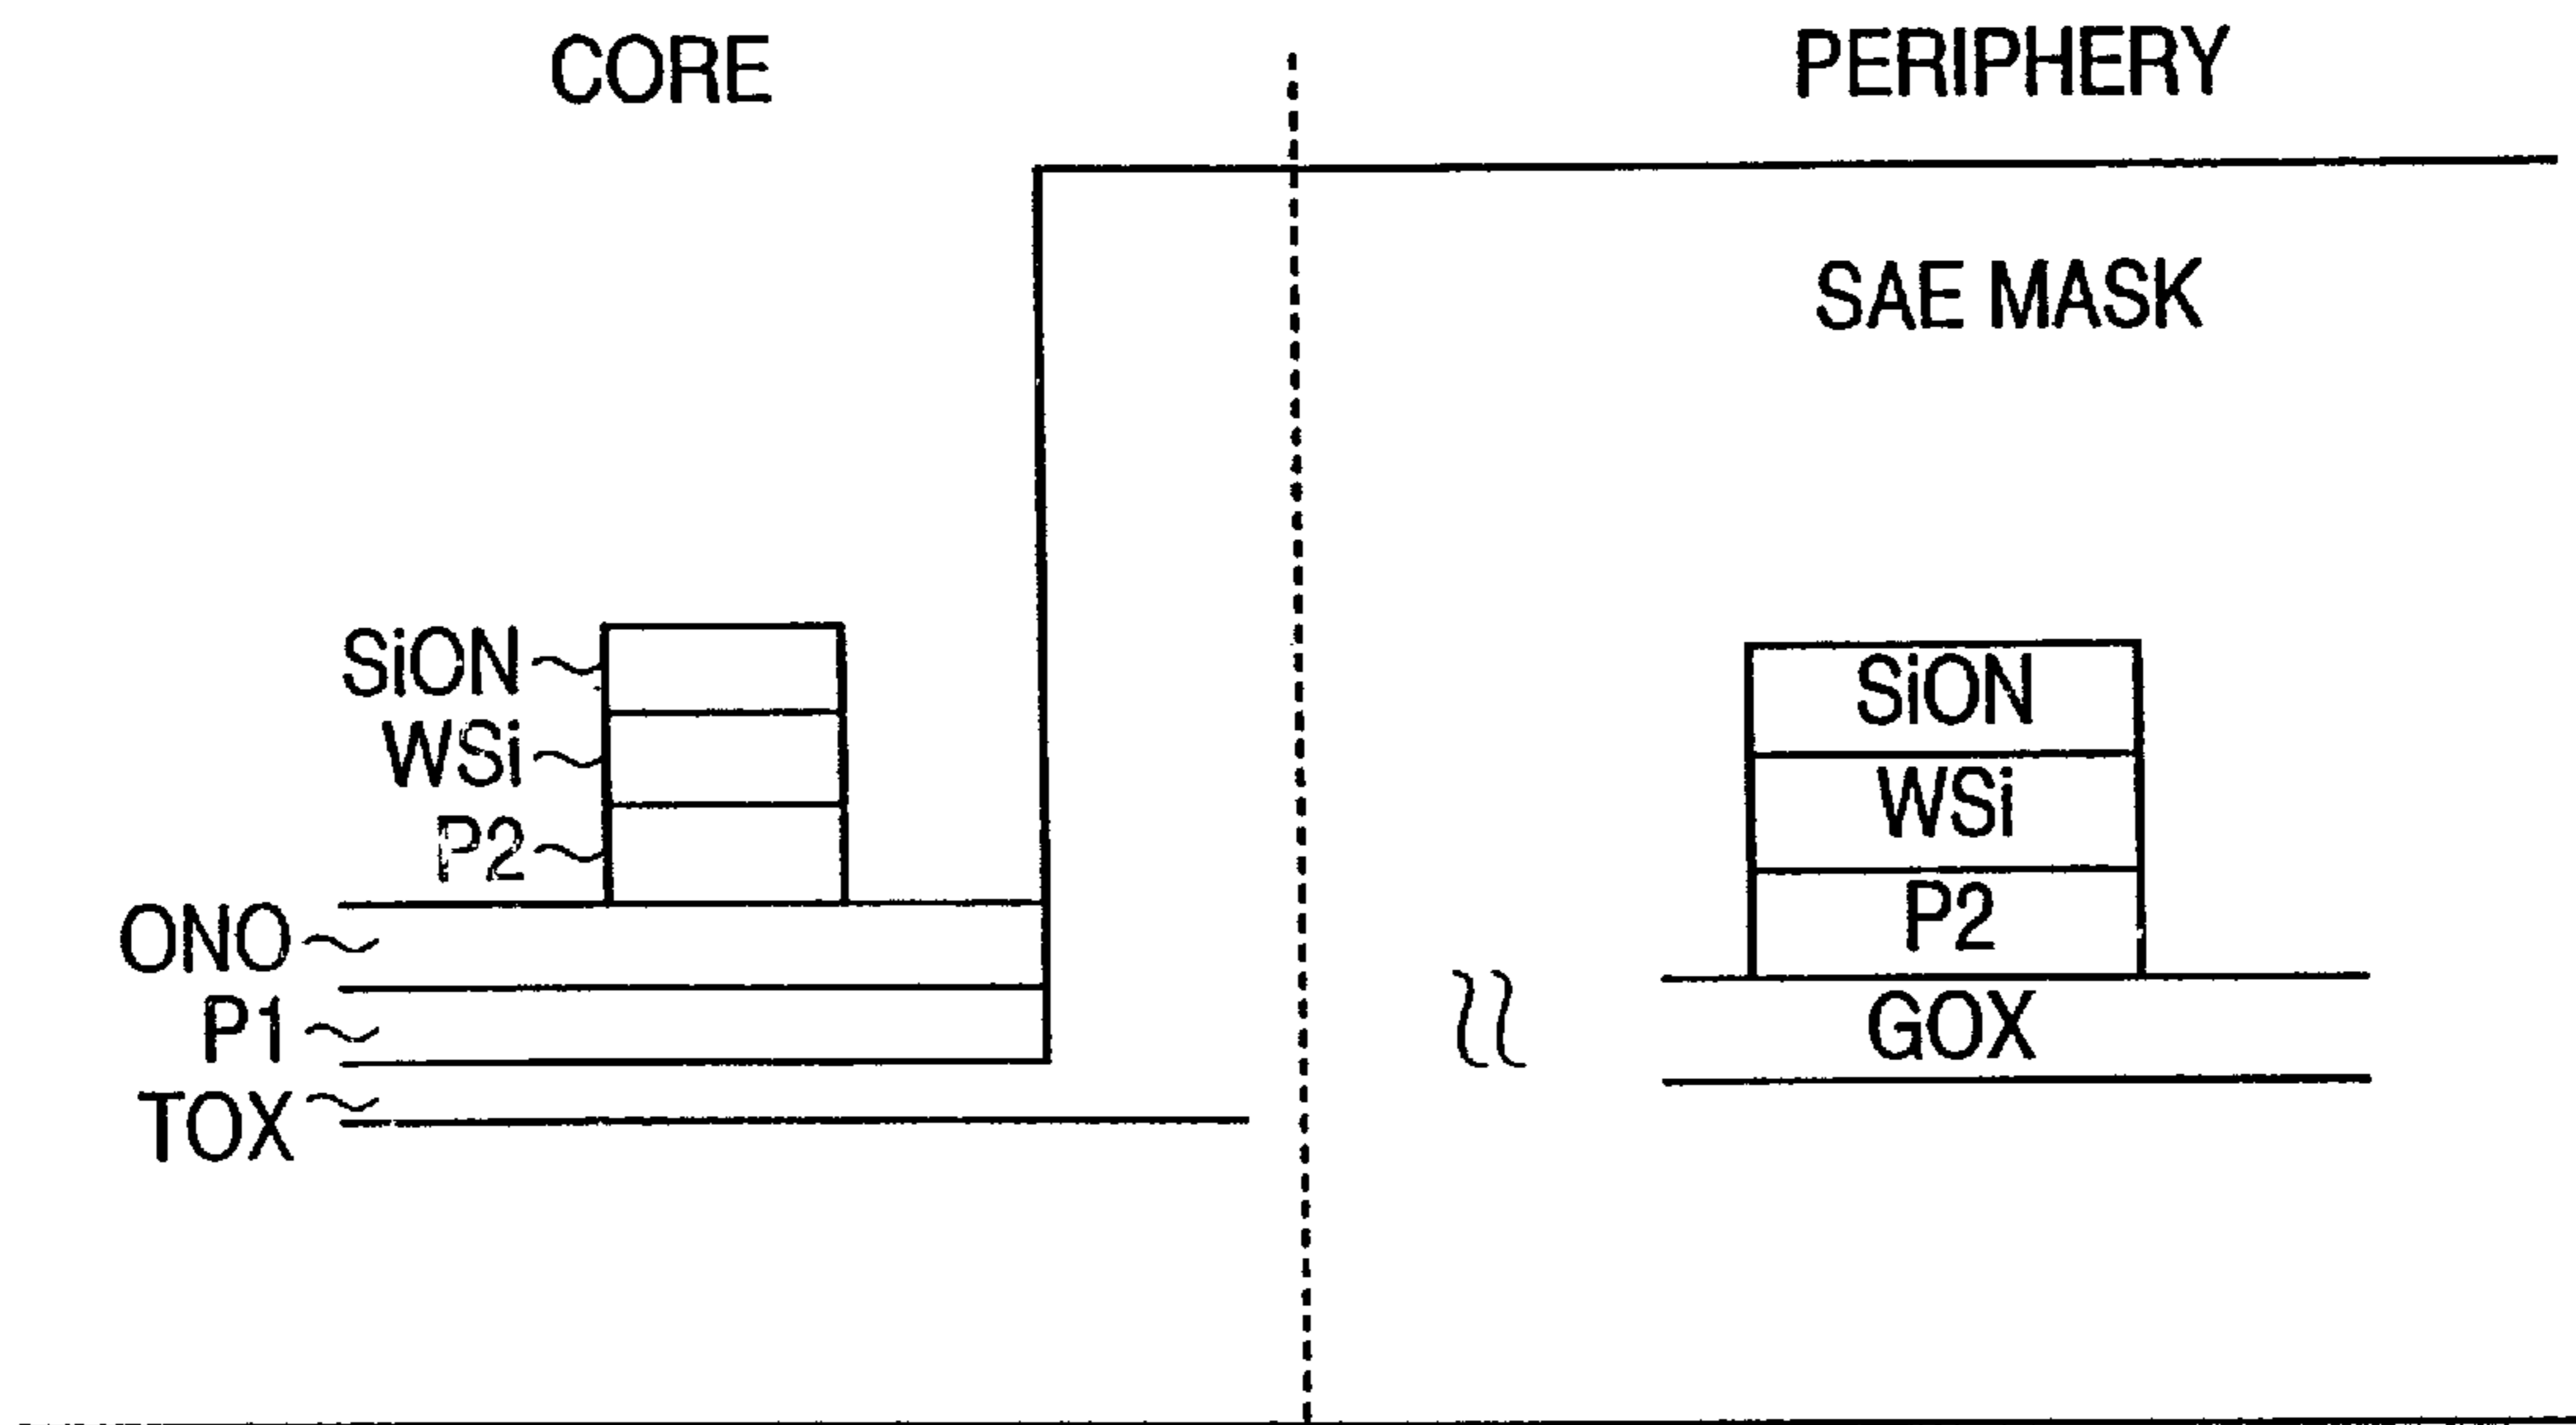 CORE
PERIPHERY
SAE MASK
SiON
WSi
P2
ONO
P1
TOX
SiON
WSi
P2
GOX